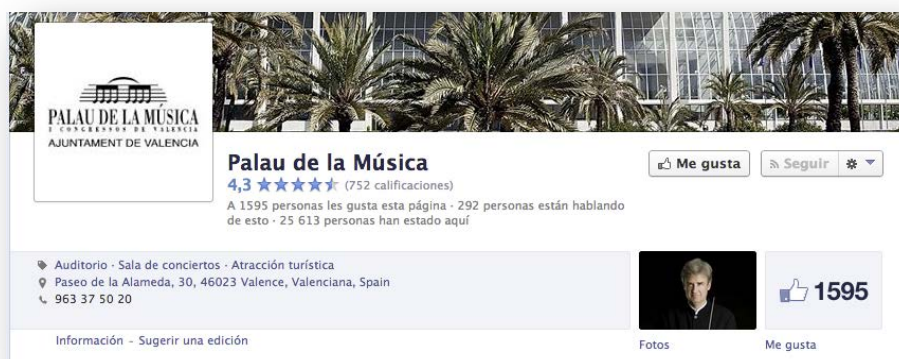 PALAU DE LA MÚSICA
I CONGRESSOS DE VALENCIA
AJUNTAMENT DE VALENCIA
Palau de la Música
4,3 (752 calificaciones)
A 1595 personas les gusta esta página · 292 personas están hablando
de esto · 25 613 personas han estado aquí
Me gusta
Seguir
Auditorio · Sala de conciertos · Atracción turística
Paseo de la Alameda, 30, 46023 Valence, Valenciana, Spain
963 37 50 20
1595
Información - Sugerir una edición
Fotos
Me gusta